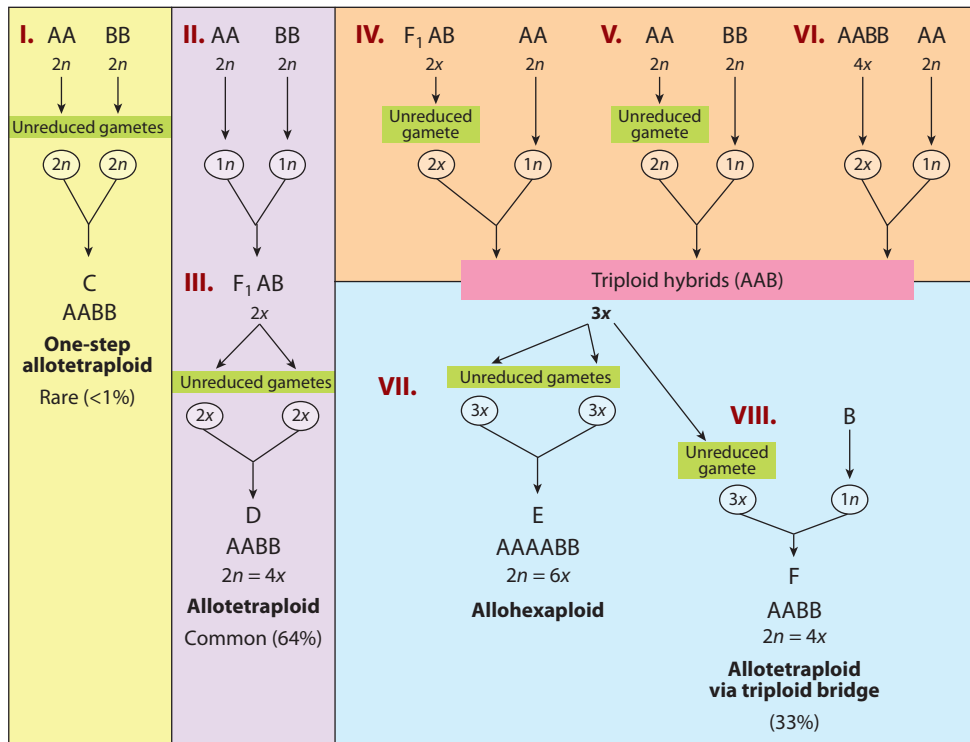 I. AA BB
2n 2n
Unreduced gametes
2n 2n
C
AABB
One-step
allotetraploid
Rare (<1%)
II. AA BB
2n 2n
1n 1n
III. F₁ AB
2x
Unreduced gametes
2x 2x
D
AABB
2n = 4x
Allotetraploid
Common (64%)
IV. F₁ AB AA
2x 2n
Unreduced
gamete
2x 1n
V. AA BB
2n 2n
Unreduced
gamete
2n 1n
VI. AABB AA
4x 2n
2x 1n
Triploid hybrids (AAB)
3x
VII.
Unreduced gametes
3x 3x
E
AAAABB
2n = 6x
Allohexaploid
VIII. B
Unreduced
gamete
3x 1n
F
AABB
2n = 4x
Allotetraploid
via triploid bridge
(33%)